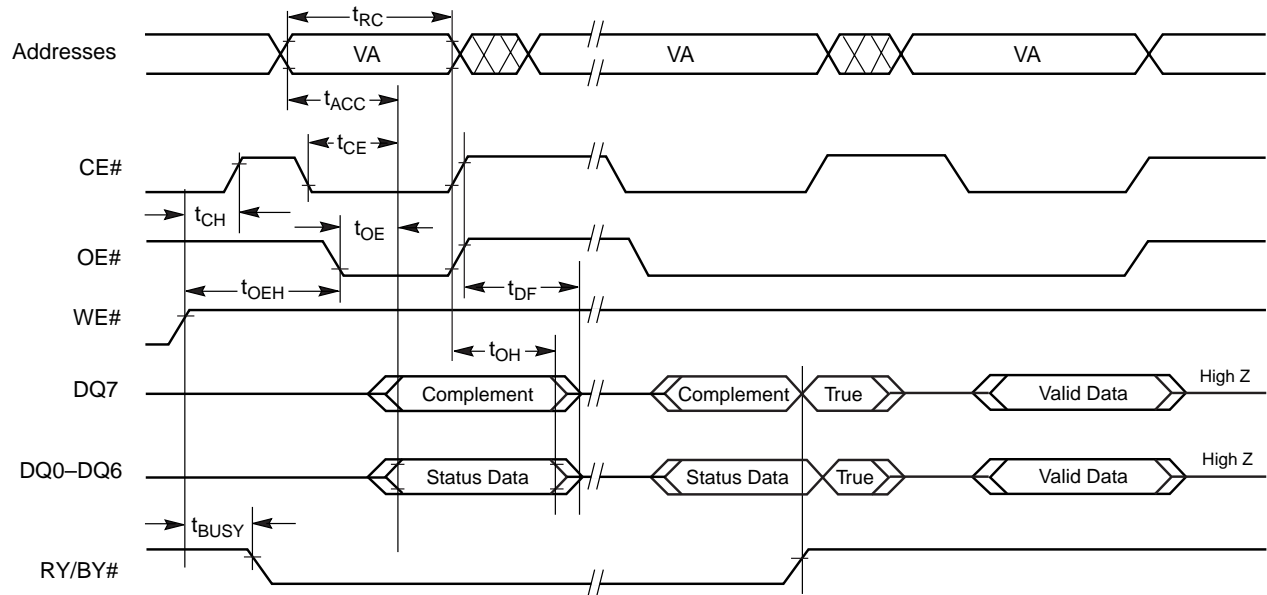 tRC
Addresses VA VA VA
tACC
tCE
CE#
tCH tOE
OE#
tOEH tDF
WE#
tOH
DQ7 Complement Complement True Valid Data High Z
DQ0–DQ6 Status Data Status Data True Valid Data High Z
tBUSY
RY/BY#